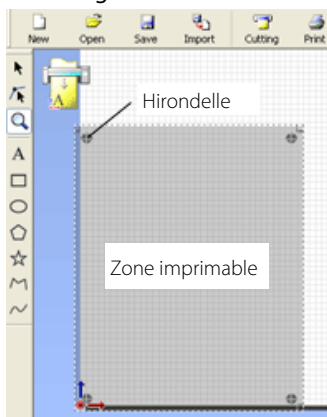 New Open Save Import Cutting Print
A
A
Hirondelle
Zone imprimable